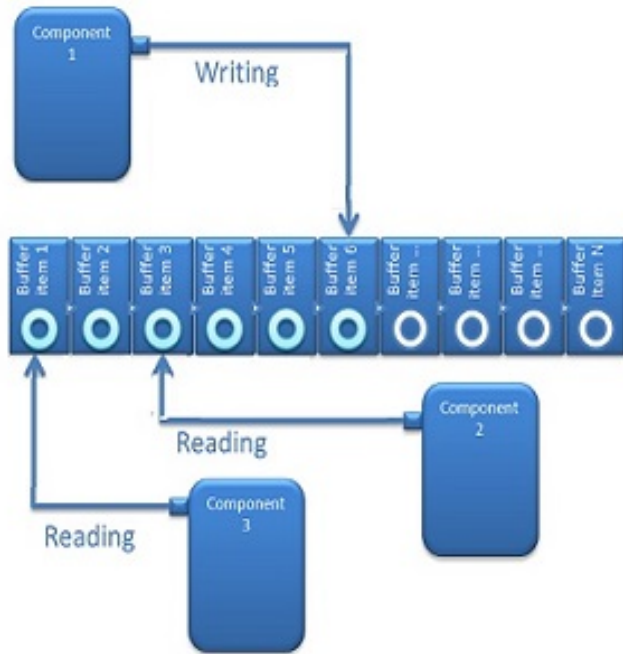 Component
1
Writing
Buffer
item 1
Buffer
item 2
Buffer
item 3
Buffer
item 4
Buffer
item 5
Buffer
item 6
Buffer
item ...
Buffer
item ...
Buffer
item ...
Buffer
Item N
Component
2
Reading
Component
3
Reading